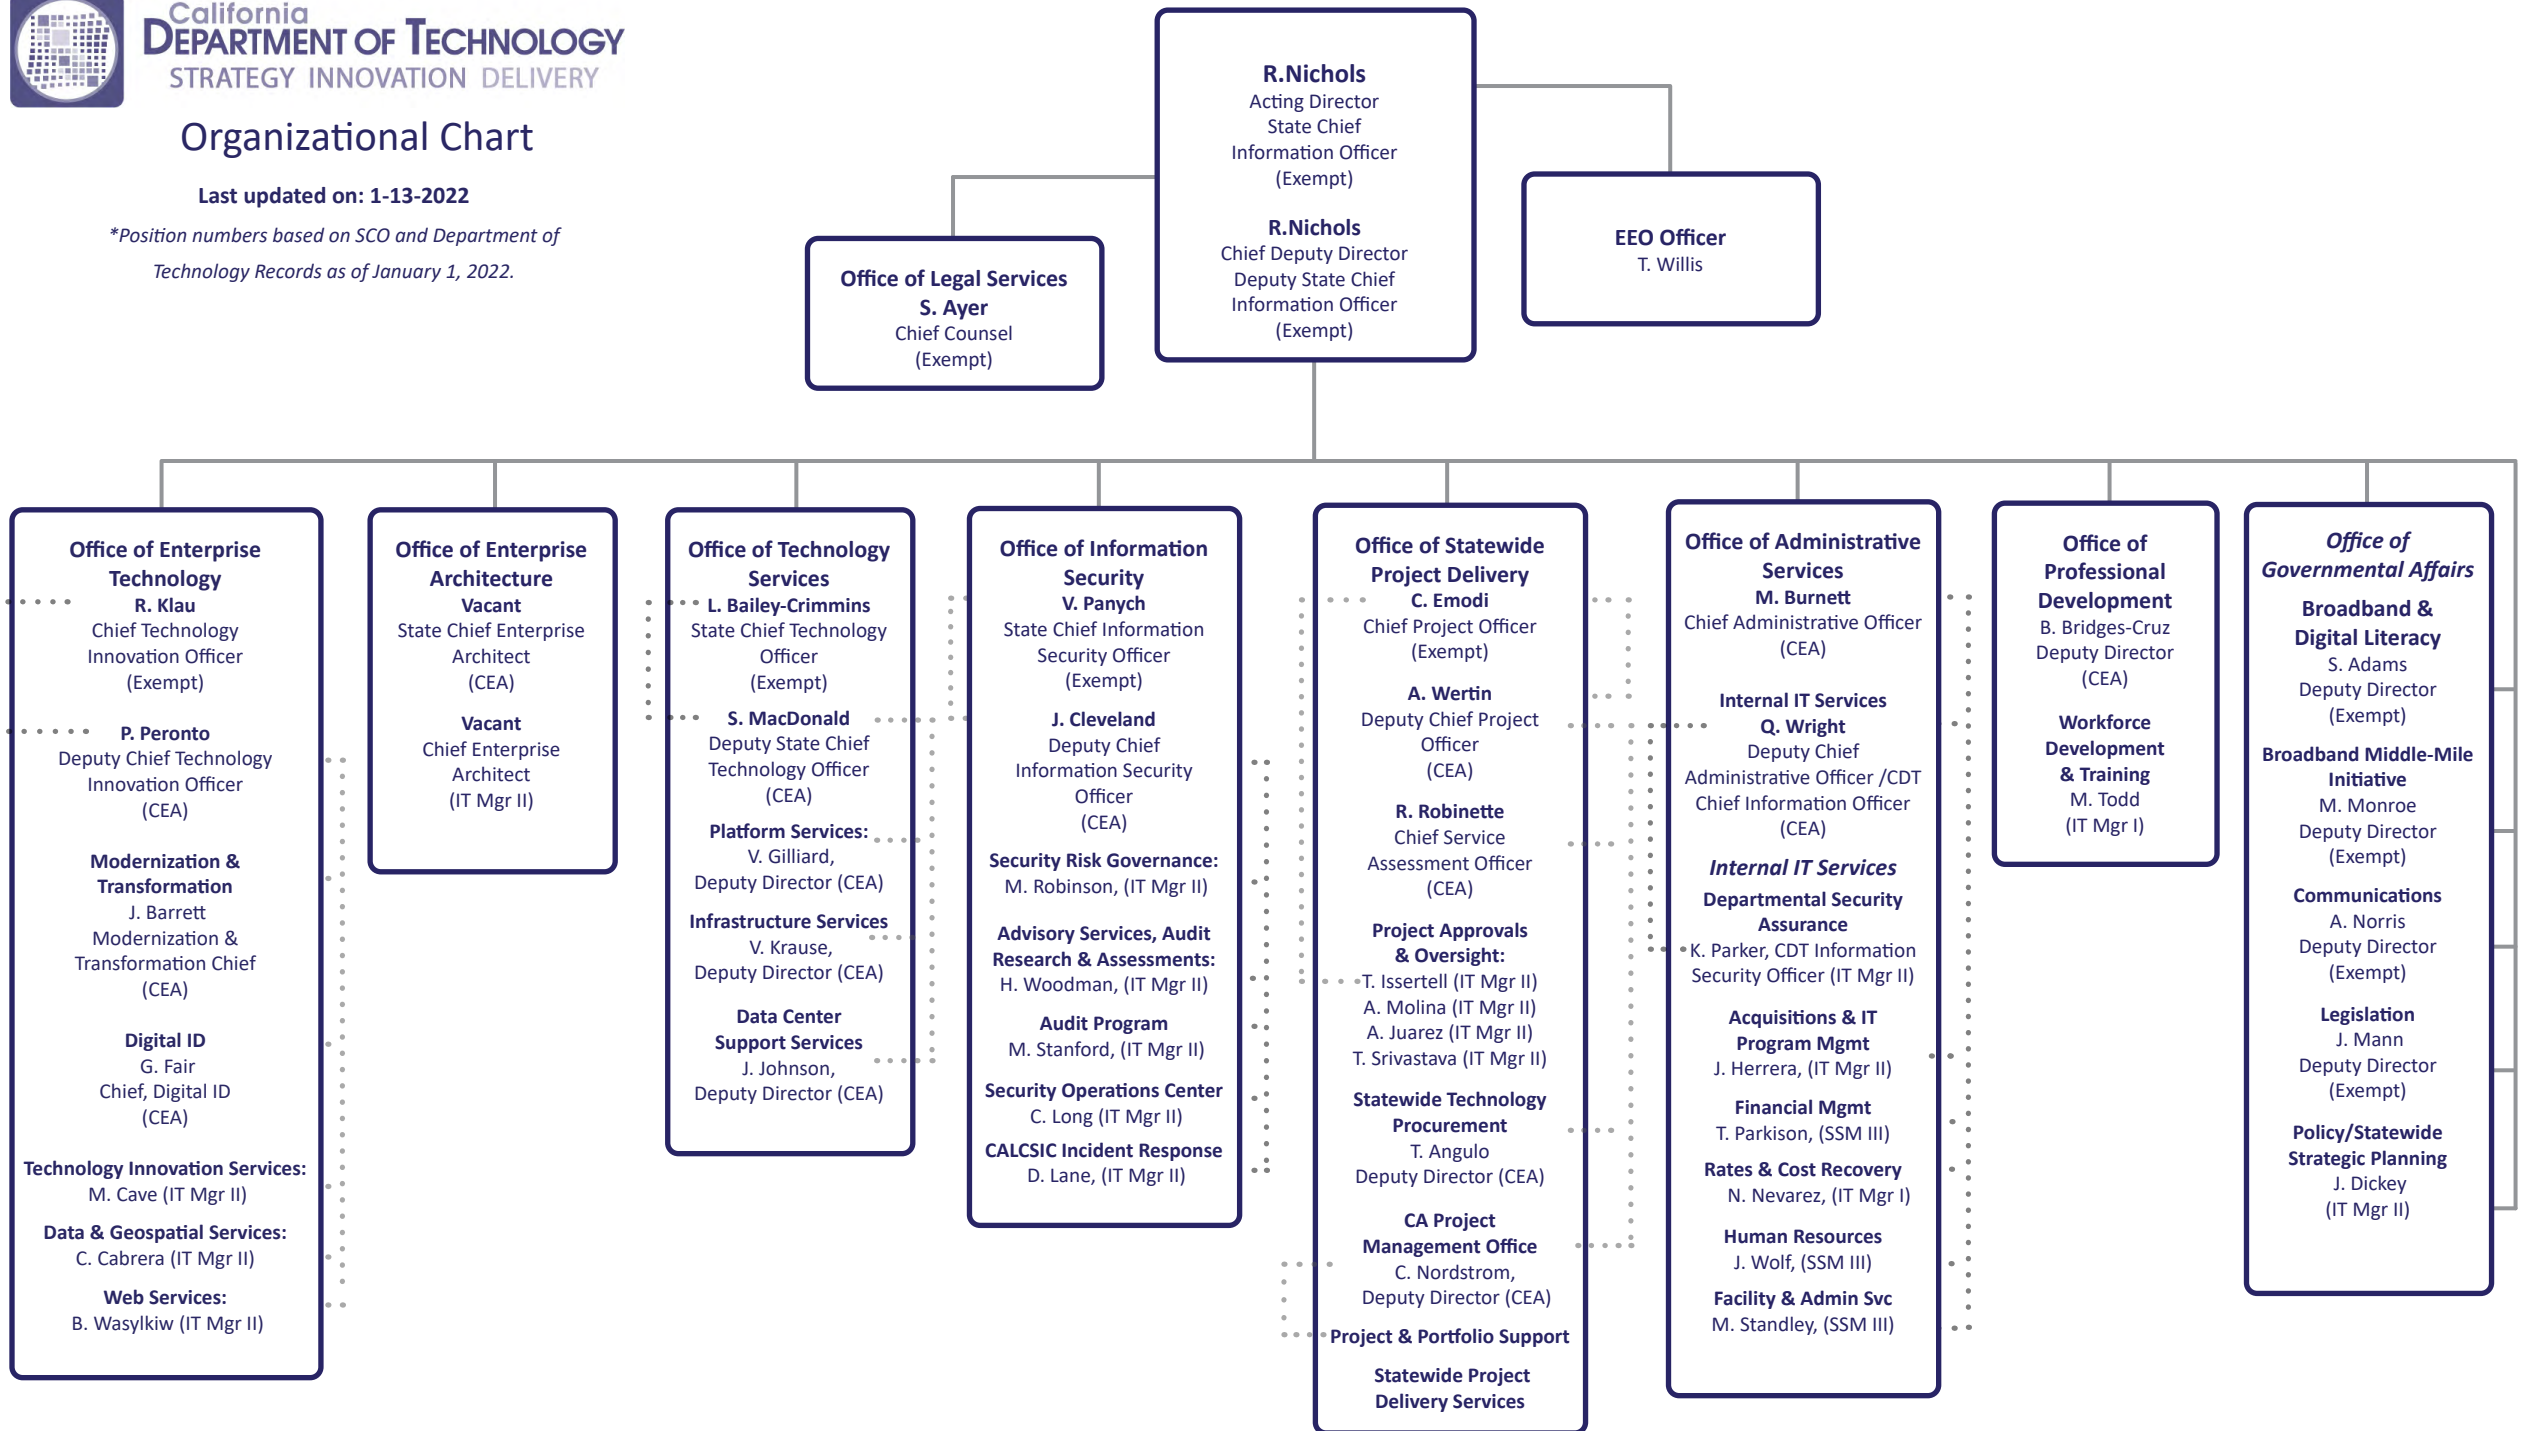 California
DEPARTMENT OF TECHNOLOGY
STRATEGY INNOVATION DELIVERY
Organizational Chart
Last updated on: 1-13-2022
*Position numbers based on SCO and Department of
Technology Records as of January 1, 2022.
R.Nichols
Acting Director
State Chief
Information Officer
(Exempt)
R.Nichols
Chief Deputy Director
Deputy State Chief
Information Officer
(Exempt)
Office of Legal Services
S. Ayer
Chief Counsel
(Exempt)
EEO Officer
T. Willis
Office of Enterprise
Technology
R. Klau
Chief Technology
Innovation Officer
(Exempt)
P. Peronto
Deputy Chief Technology
Innovation Officer
(CEA)
Modernization &
Transformation
J. Barrett
Modernization &
Transformation Chief
(CEA)
Digital ID
G. Fair
Chief, Digital ID
(CEA)
Technology Innovation Services:
M. Cave (IT Mgr II)
Data & Geospatial Services:
C. Cabrera (IT Mgr II)
Web Services:
B. Wasylkiw (IT Mgr II)
Office of Enterprise
Architecture
Vacant
State Chief Enterprise
Architect
(CEA)
Vacant
Chief Enterprise
Architect
(IT Mgr II)
Office of Technology
Services
L. Bailey-Crimmins
State Chief Technology
Officer
(Exempt)
S. MacDonald
Deputy State Chief
Technology Officer
(CEA)
Platform Services:
V. Gilliard,
Deputy Director (CEA)
Infrastructure Services
V. Krause,
Deputy Director (CEA)
Data Center
Support Services
J. Johnson,
Deputy Director (CEA)
Office of Information
Security
V. Panych
State Chief Information
Security Officer
(Exempt)
J. Cleveland
Deputy Chief
Information Security
Officer
(CEA)
Security Risk Governance:
M. Robinson, (IT Mgr II)
Advisory Services, Audit
Research & Assessments:
H. Woodman, (IT Mgr II)
Audit Program
M. Stanford, (IT Mgr II)
Security Operations Center
C. Long (IT Mgr II)
CALCSIC Incident Response
D. Lane, (IT Mgr II)
Office of Statewide
Project Delivery
C. Emodi
Chief Project Officer
(Exempt)
A. Wertin
Deputy Chief Project
Officer
(CEA)
R. Robinette
Chief Service
Assessment Officer
(CEA)
Project Approvals
& Oversight:
T. Issertell (IT Mgr II)
A. Molina (IT Mgr II)
A. Juarez (IT Mgr II)
T. Srivastava (IT Mgr II)
Statewide Technology
Procurement
T. Angulo
Deputy Director (CEA)
CA Project
Management Office
C. Nordstrom,
Deputy Director (CEA)
Project & Portfolio Support
Statewide Project
Delivery Services
Office of Administrative
Services
M. Burnett
Chief Administrative Officer
(CEA)
Internal IT Services
Q. Wright
Deputy Chief
Administrative Officer /CDT
Chief Information Officer
(CEA)
Internal IT Services
Departmental Security
Assurance
K. Parker, CDT Information
Security Officer (IT Mgr II)
Acquisitions & IT
Program Mgmt
J. Herrera, (IT Mgr II)
Financial Mgmt
T. Parkison, (SSM III)
Rates & Cost Recovery
N. Nevarez, (IT Mgr I)
Human Resources
J. Wolf, (SSM III)
Facility & Admin Svc
M. Standley, (SSM III)
Office of
Professional
Development
B. Bridges-Cruz
Deputy Director
(CEA)
Workforce
Development
& Training
M. Todd
(IT Mgr I)
Office of
Governmental Affairs
Broadband &
Digital Literacy
S. Adams
Deputy Director
(Exempt)
Broadband Middle-Mile
Initiative
M. Monroe
Deputy Director
(Exempt)
Communications
A. Norris
Deputy Director
(Exempt)
Legislation
J. Mann
Deputy Director
(Exempt)
Policy/Statewide
Strategic Planning
J. Dickey
(IT Mgr II)